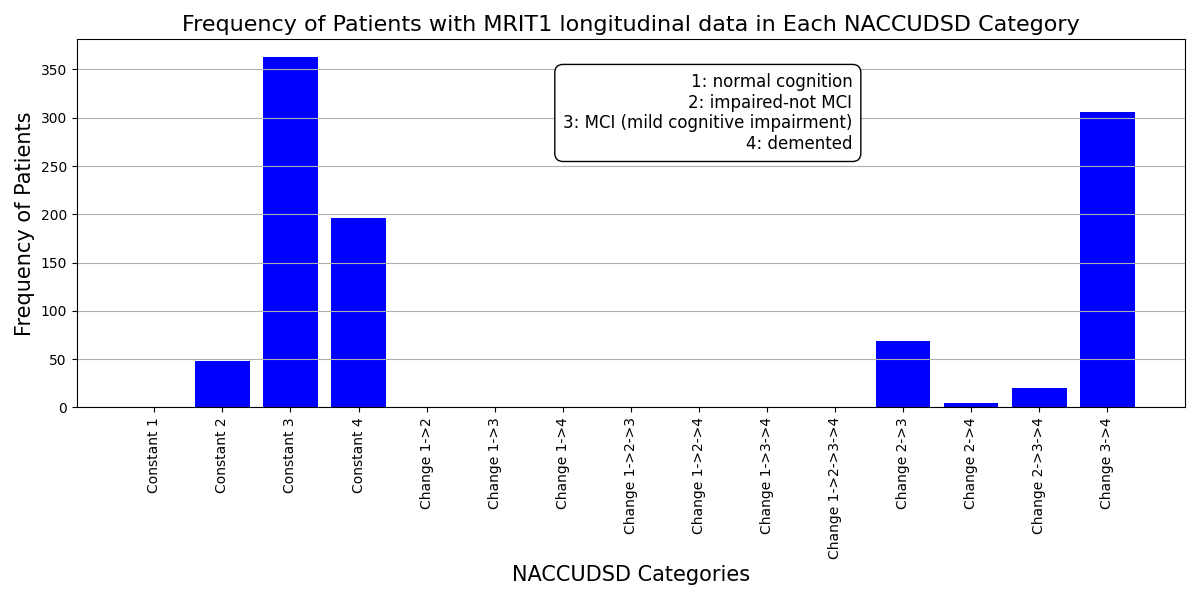 Frequency of Patients with MRIT1 longitudinal data in Each NACCUDSD Category
Frequency of Patients
350
300
250
200
150
100
50
0
1: normal cognition
2: impaired-not MCI
3: MCI (mild cognitive impairment)
4: demented
Constant 1
Constant 2
Constant 3
Constant 4
Change 1->2
Change 1->3
Change 1->4
Change 1->2->3
Change 1->2->4
Change 1->3->4
Change 1->2->3->4
Change 2->3
Change 2->4
Change 2->3->4
Change 3->4
NACCUDSD Categories